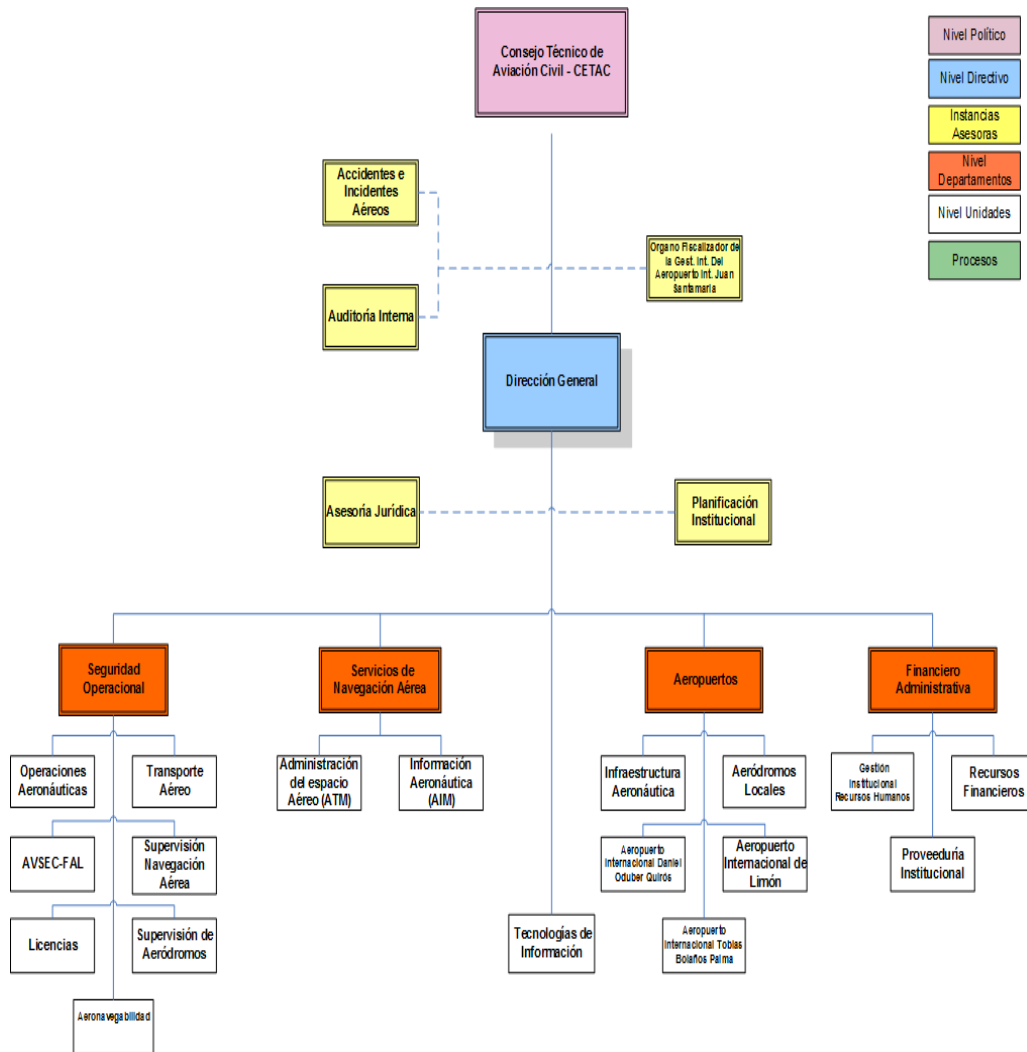 Consejo Técnico de
Aviación Civil - CETAC
Nivel Político
Nivel Directivo
Instancias
Asesoras
Nivel
Departamentos
Nivel Unidades
Procesos
Accidentes e
Incidentes
Aéreos
Organo Fiscalizador de
la Gest. Int. Del
Aeropuerto Int. Juan
Santamaria
Auditoría Interna
Dirección General
Asesoría Jurídica
Planificación
Institucional
Seguridad
Operacional
Servicios de
Navegación Aérea
Aeropuertos
Financiero
Administrativa
Operaciones
Aeronáuticas
Transporte
Aéreo
Administración
del espacio
Aéreo (ATM)
Información
Aeronáutica
(AIM)
Infraestructura
Aeronáutica
Aeródromos
Locales
Gestión
Institucional
Recursos Humanos
Recursos
Financieros
AVSEC-FAL
Supervisión
Navegación
Aérea
Aeropuerto
Internacional Daniel
Oduber Quirós
Aeropuerto
Internacional de
Limón
Proveeduría
Institucional
Licencias
Supervisión de
Aeródromos
Tecnologías de
Información
Aeropuerto
Internacional Tobías
Bolaños Palma
Aeronavegabilidad